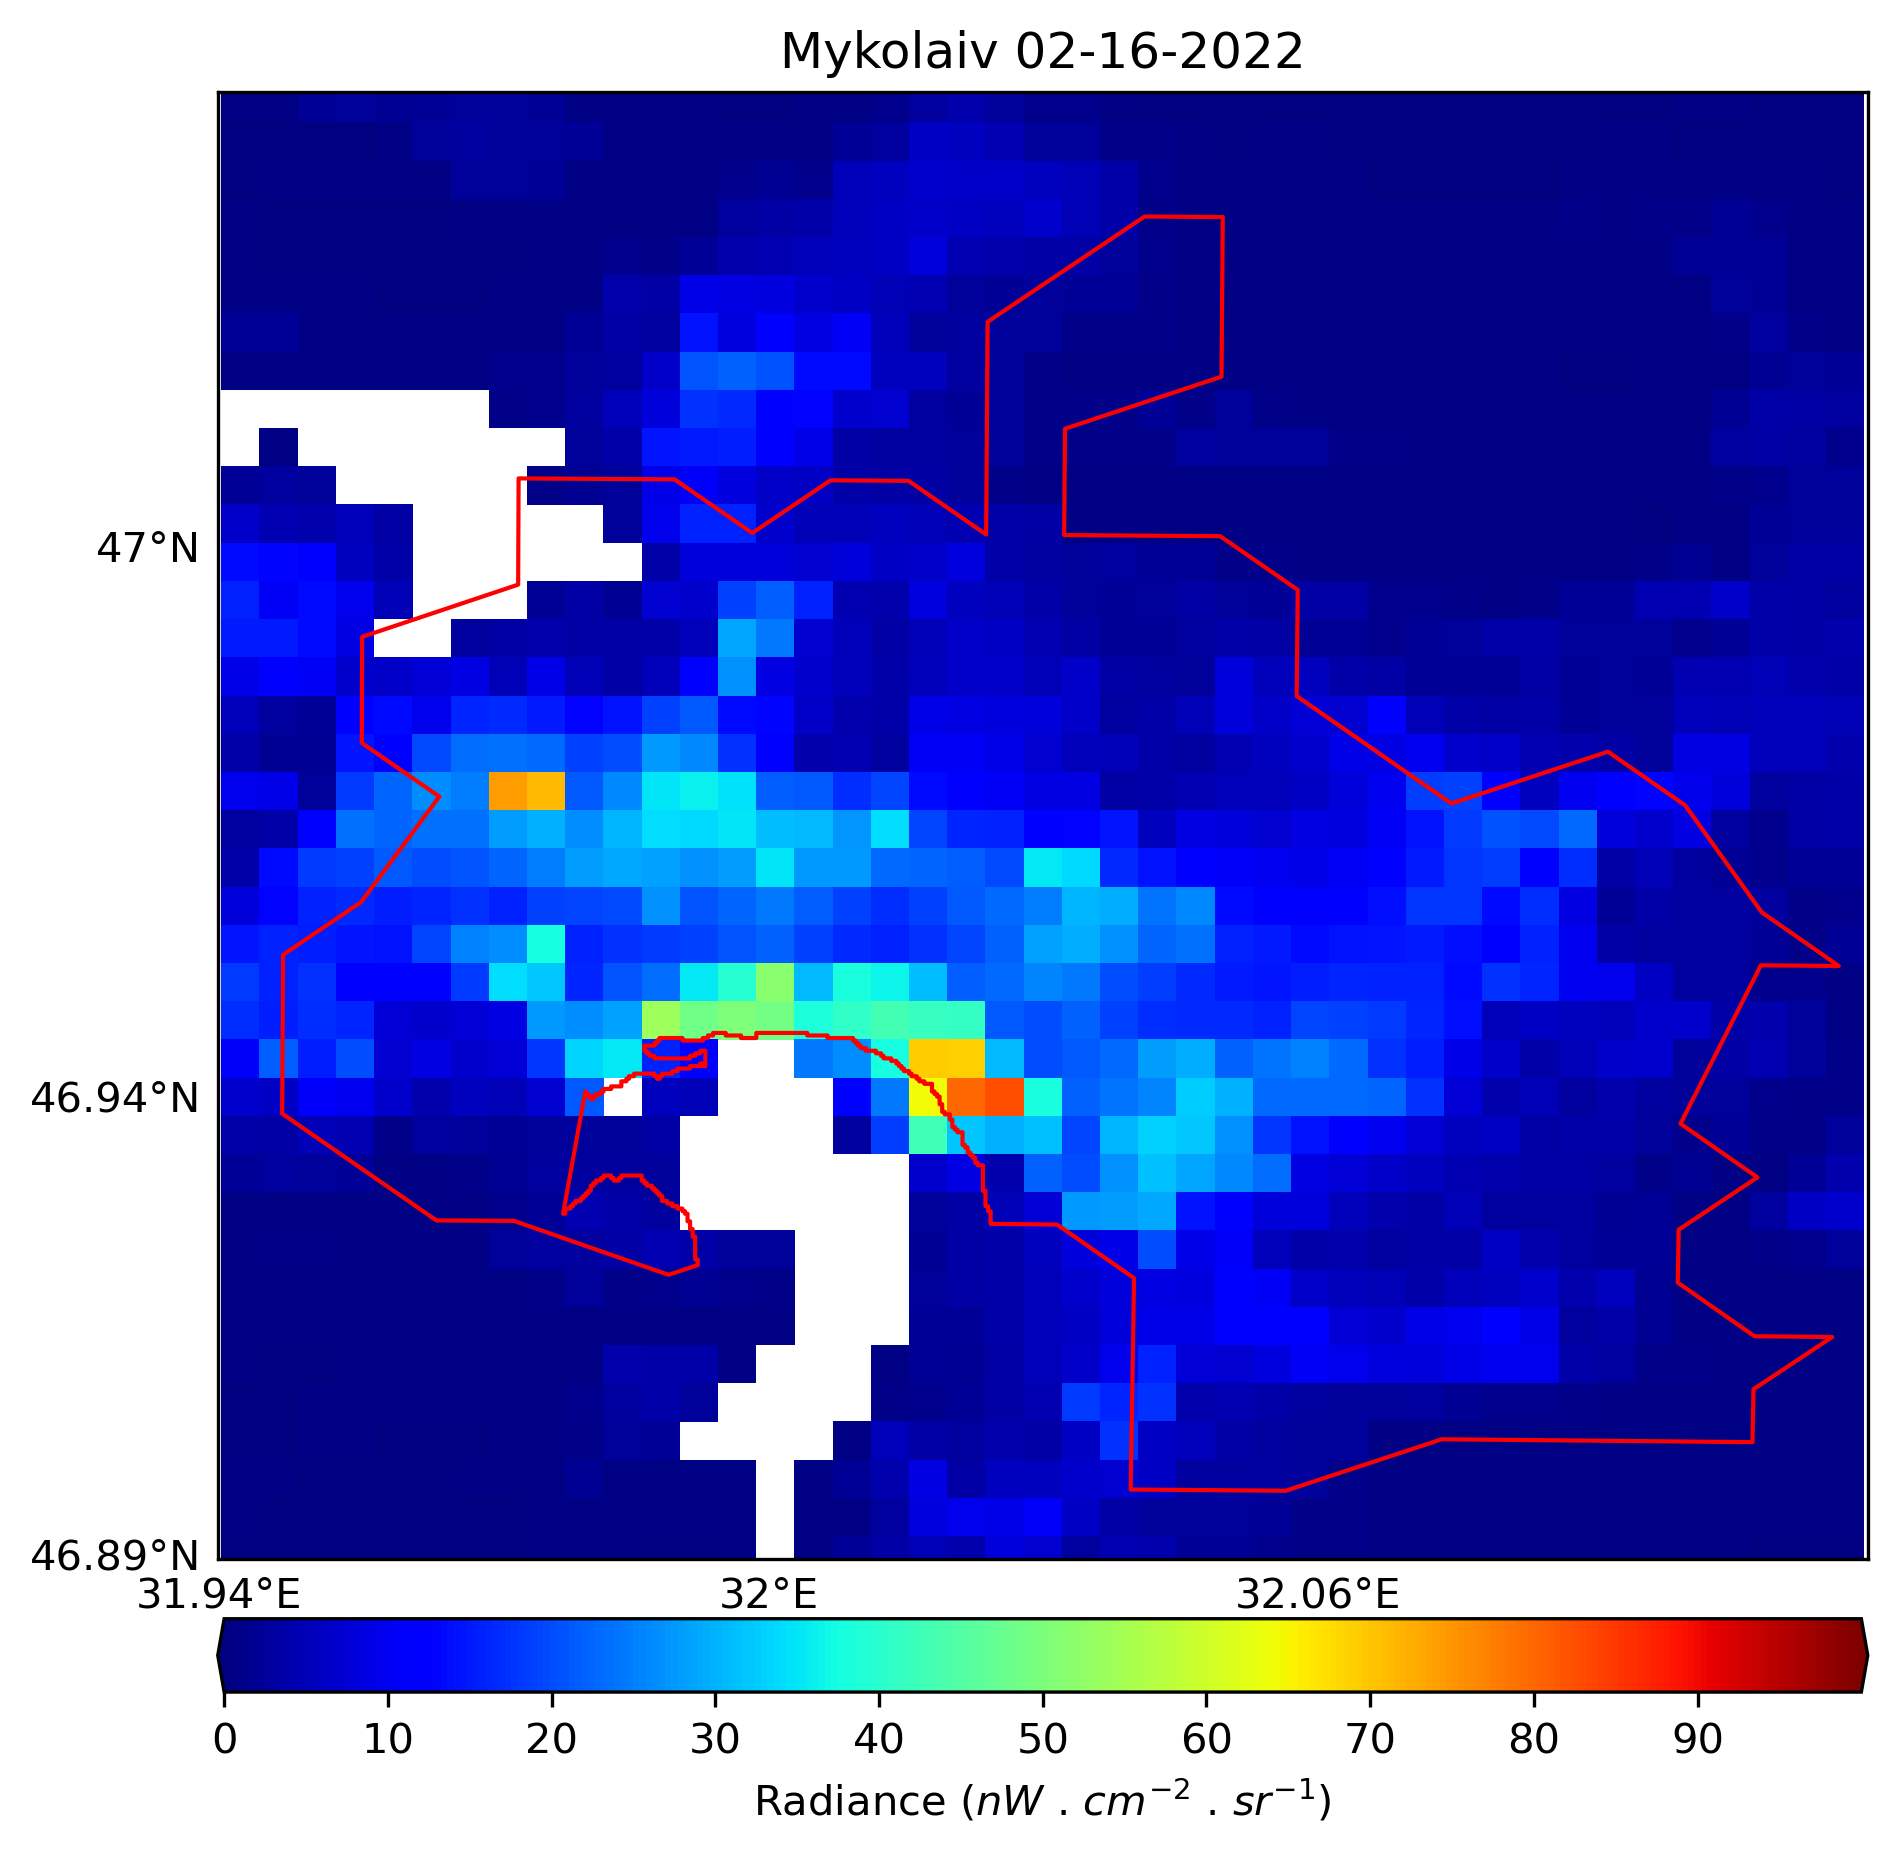 Mykolaiv 02-16-2022
47°N
46.94°N
46.89°N
31.94°E 32°E 32.06°E
0 10 20 30 40 50 60 70 80 90
Radiance (nW . cm⁻² . sr⁻¹)